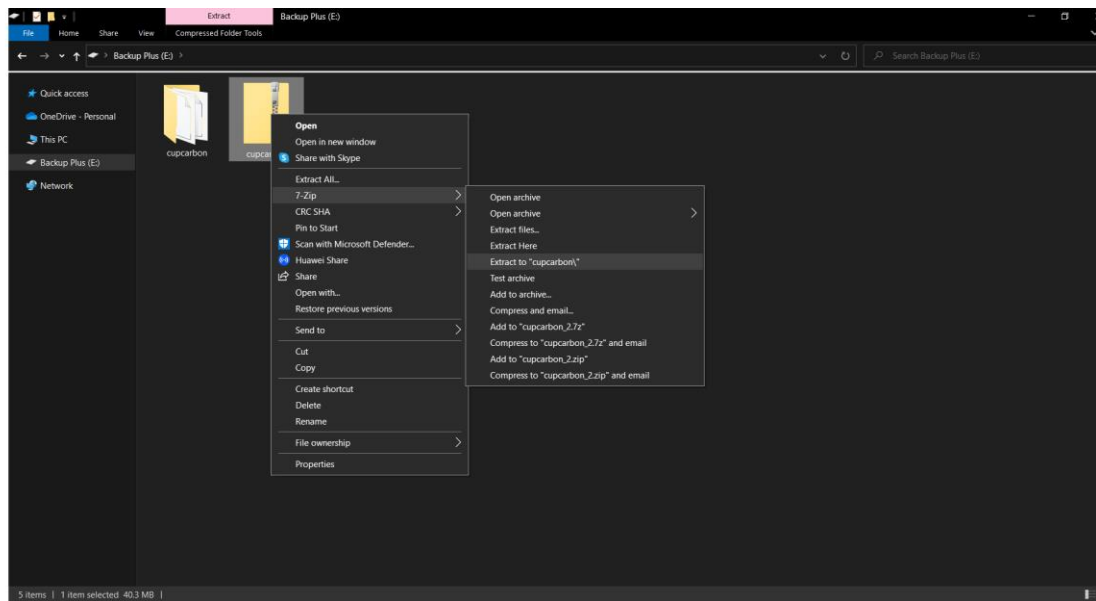 Extract
Backup Plus (E:)
File Home Share View Compressed Folder Tools
Backup Plus (E:)
Search Backup Plus (E:)
Quick access
OneDrive - Personal
This PC
Backup Plus (E:)
Network
cupcarbon
cupcar
Open
Open in new window
Share with Skype
Extract All...
7-Zip
CRC SHA
Pin to Start
Scan with Microsoft Defender...
Huawei Share
Share
Open with...
Restore previous versions
Send to
Cut
Copy
Create shortcut
Delete
Rename
File ownership
Properties
Open archive
Open archive
Extract files...
Extract Here
Extract to "cupcarbon\"
Test archive
Add to archive...
Compress and email...
Add to "cupcarbon_2.7z"
Compress to "cupcarbon_2.7z" and email
Add to "cupcarbon_2.zip"
Compress to "cupcarbon_2.zip" and email
5 items | 1 item selected 40.3 MB |